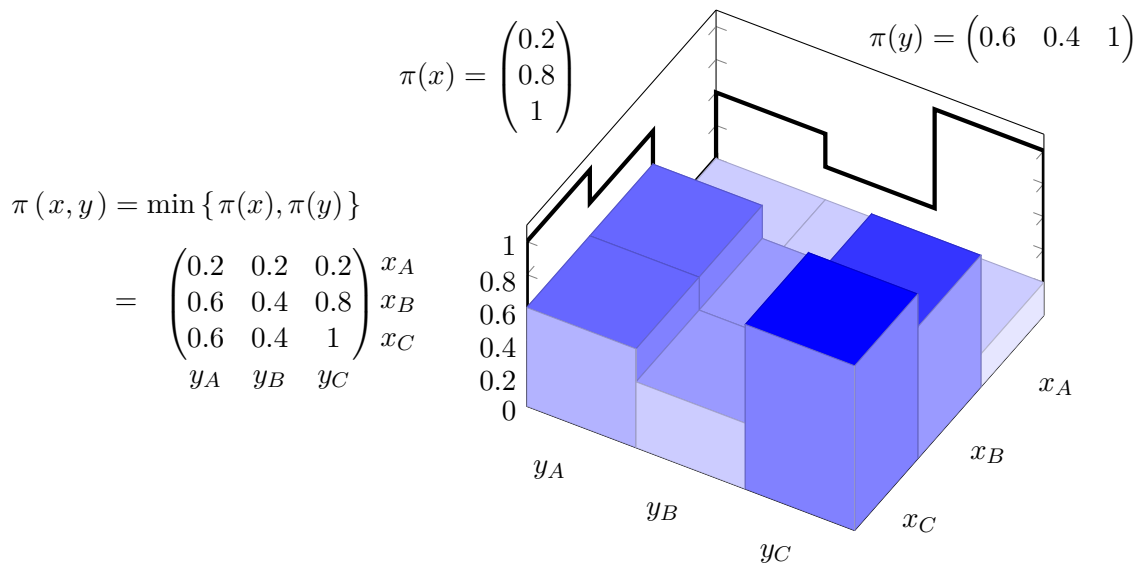 π(x) = (0.2
0.8
1)
π(y) = (0.6 0.4 1)
π(x, y) = min{π(x), π(y)}
= (0.2 0.2 0.2 x_A
0.6 0.4 0.8 x_B
0.6 0.4 1) x_C
y_A y_B y_C
1
0.8
0.6
0.4
0.2
0
y_A
y_B
y_C
x_C
x_B
x_A